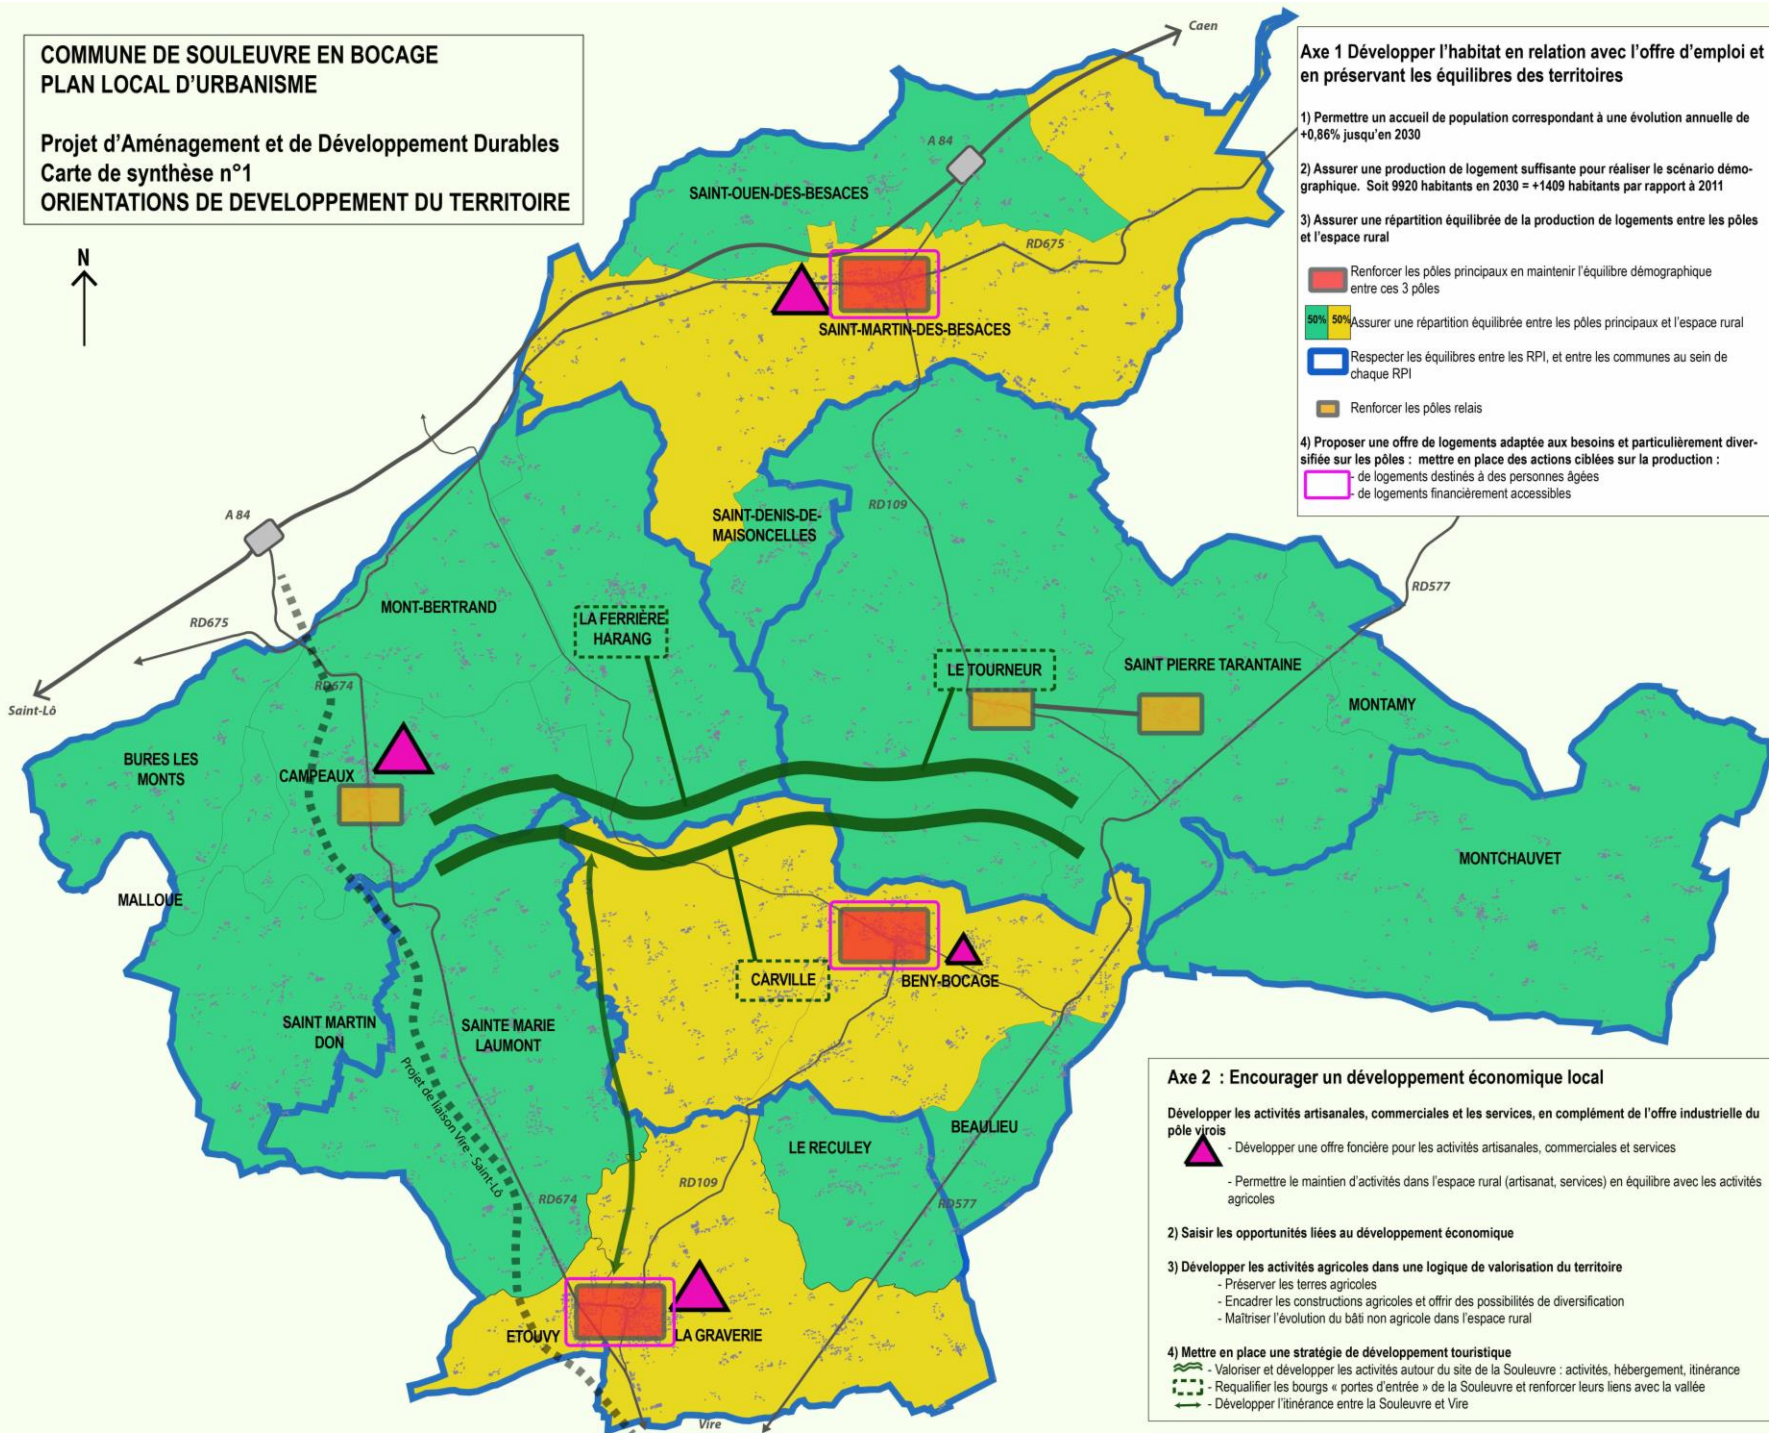 COMMUNE DE SOULEUVRE EN BOCAGE
PLAN LOCAL D'URBANISME
Projet d'Aménagement et de Développement Durables
Carte de synthèse n°1
ORIENTATIONS DE DEVELOPPEMENT DU TERRITOIRE
N
Caen
A 84
SAINT-OUEN-DES-BESACES
RD675
SAINT-MARTIN-DES-BESACES
RD109
SAINT-DENIS-DE-
MAISONCELLES
A 84
RD577
MONT-BERTRAND
LA FERRIÈRE
HARANG
RD675
LE TOURNEUR
SAINT PIERRE TARANTAINE
RD674
Saint-Lô
MONTAMY
BURES LES
MONTS
CAMPEAUX
MONTCHAUVET
MALLOUE
CARVILLE
BENY-BOCAGE
SAINT MARTIN
DON
SAINTE MARIE
LAUMONT
Projet de liaison Vire - Saint-Lô
BEAULIEU
LE RECULEY
RD109
RD674
RD577
ETOUVY
LA GRAVERIE
Vire
Axe 1 Développer l'habitat en relation avec l'offre d'emploi et
en préservant les équilibres des territoires
1) Permettre un accueil de population correspondant à une évolution annuelle de
+0,86% jusqu'en 2030
2) Assurer une production de logement suffisante pour réaliser le scénario démo-
graphique. Soit 9920 habitants en 2030 = +1409 habitants par rapport à 2011
3) Assurer une répartition équilibrée de la production de logements entre les pôles
et l'espace rural
Renforcer les pôles principaux en maintenir l'équilibre démographique
entre ces 3 pôles
50% 50% Assurer une répartition équilibrée entre les pôles principaux et l'espace rural
Respecter les équilibres entre les RPI, et entre les communes au sein de
chaque RPI
Renforcer les pôles relais
4) Proposer une offre de logements adaptée aux besoins et particulièrement diver-
sifiée sur les pôles : mettre en place des actions ciblées sur la production :
- de logements destinés à des personnes âgées
- de logements financièrement accessibles
Axe 2 : Encourager un développement économique local
Développer les activités artisanales, commerciales et les services, en complément de l'offre industrielle du
pôle virois
- Développer une offre foncière pour les activités artisanales, commerciales et services
- Permettre le maintien d'activités dans l'espace rural (artisanat, services) en équilibre avec les activités
agricoles
2) Saisir les opportunités liées au développement économique
3) Développer les activités agricoles dans une logique de valorisation du territoire
- Préserver les terres agricoles
- Encadrer les constructions agricoles et offrir des possibilités de diversification
- Maîtriser l'évolution du bâti non agricole dans l'espace rural
4) Mettre en place une stratégie de développement touristique
- Valoriser et développer les activités autour du site de la Souleuvre : activités, hébergement, itinérance
- Requalifier les bourgs « portes d'entrée » de la Souleuvre et renforcer leurs liens avec la vallée
- Développer l'itinérance entre la Souleuvre et Vire